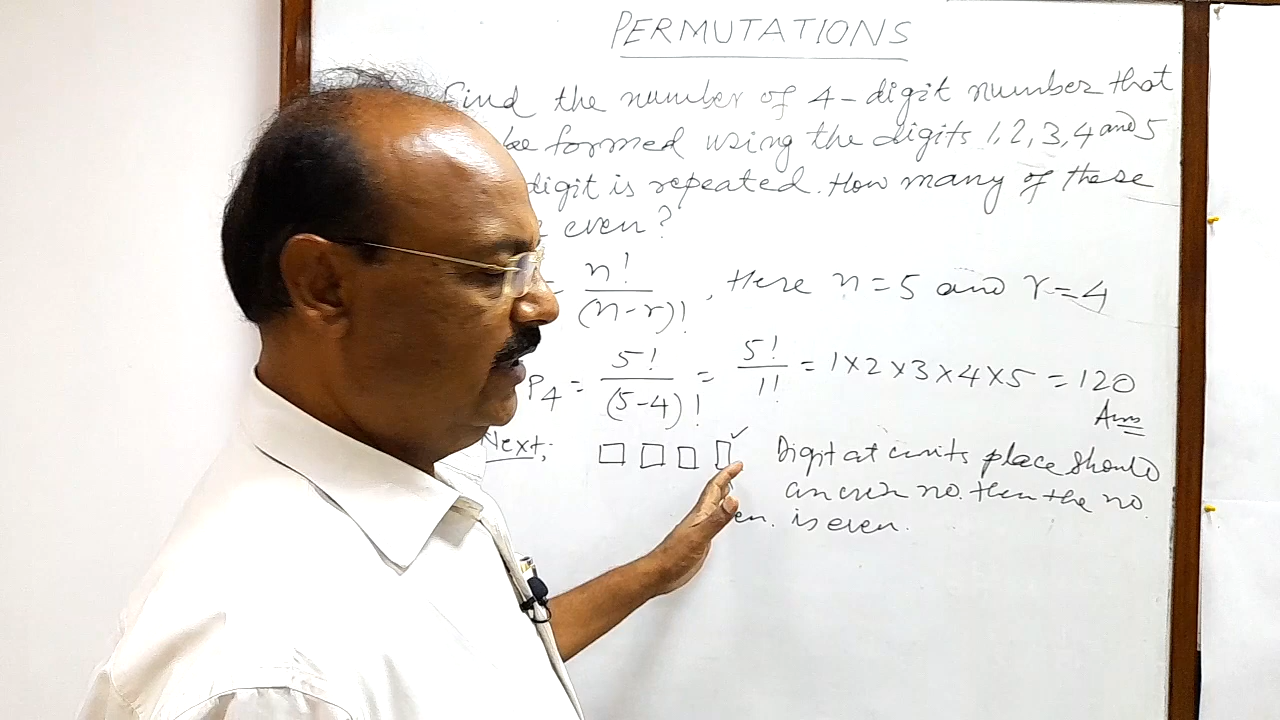 PERMUTATIONS
Find the number of 4-digit number that
be formed using the digits 1, 2, 3, 4 and 5
digit is repeated. How many of these
even?
= n! / (n-r)! , Here n = 5 and r = 4
P4 = 5! / (5-4)! = 5! / 1! = 1×2×3×4×5 = 120
Ans
Next; □ □ □ □ ✓ Digit at units place should
an even no. then the no.
en. is even.